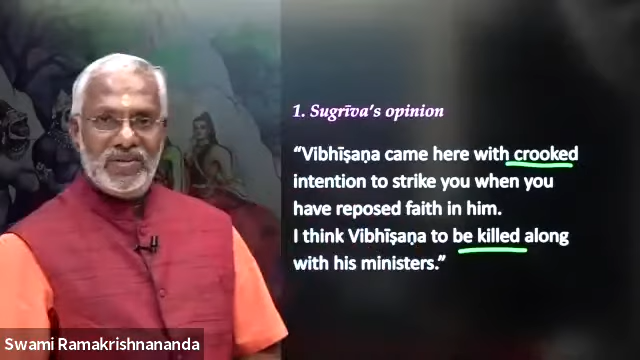 1. Sugrīva's opinion
“Vibhīṣaṇa came here with crooked
intention to strike you when you
have reposed faith in him.
I think Vibhīṣaṇa to be killed along
with his ministers.”
Swami Ramakrishnananda